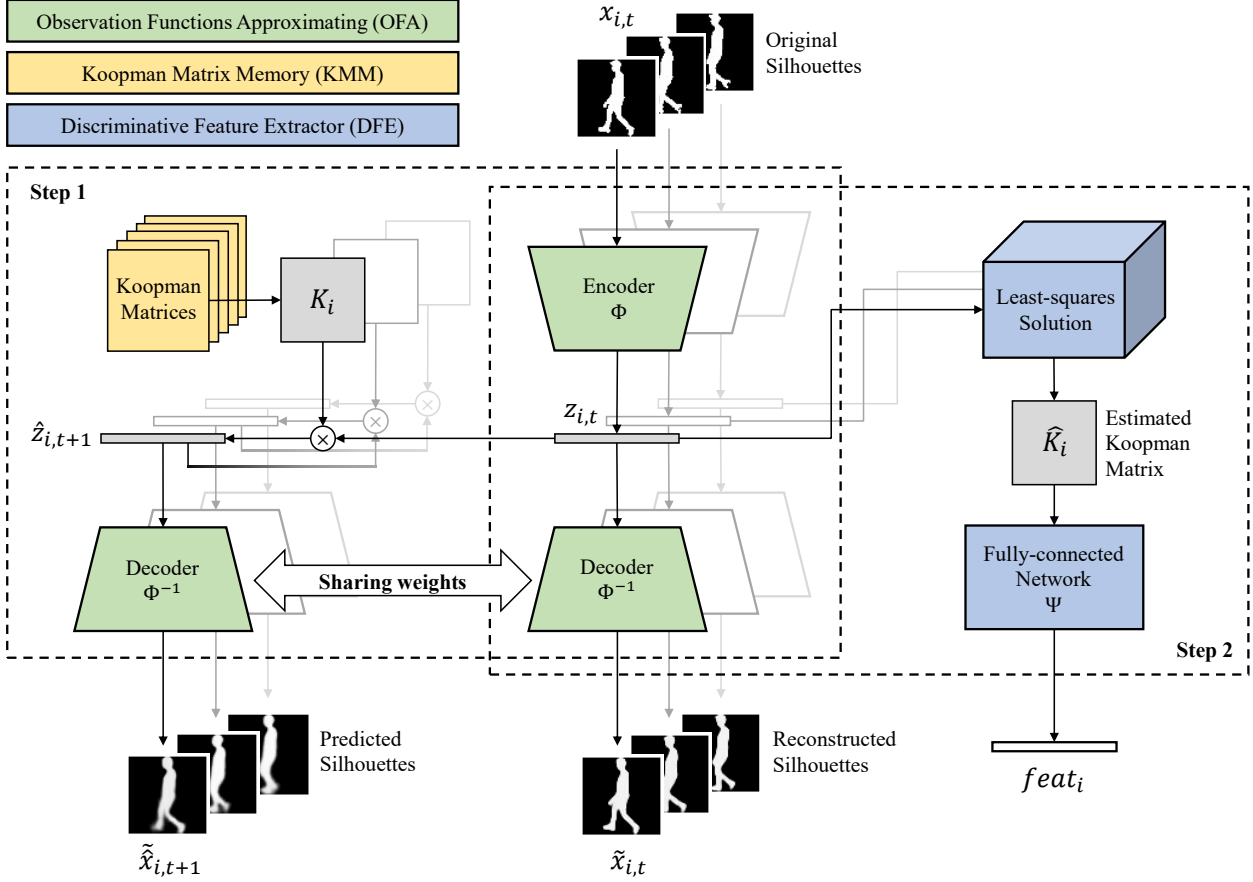 Observation Functions Approximating (OFA)
Koopman Matrix Memory (KMM)
Discriminative Feature Extractor (DFE)
x_{i,t}
Original
Silhouettes
Step 1
Koopman
Matrices
K_i
Encoder
Φ
Least-squares
Solution
z_{i,t}
ẑ_{i,t+1}
×
×
×
K̂_i
Estimated
Koopman
Matrix
Decoder
Φ⁻¹
Sharing weights
Decoder
Φ⁻¹
Fully-connected
Network
Ψ
Step 2
Predicted
Silhouettes
Reconstructed
Silhouettes
feat_i
x̂̃_{i,t+1}
x̃_{i,t}